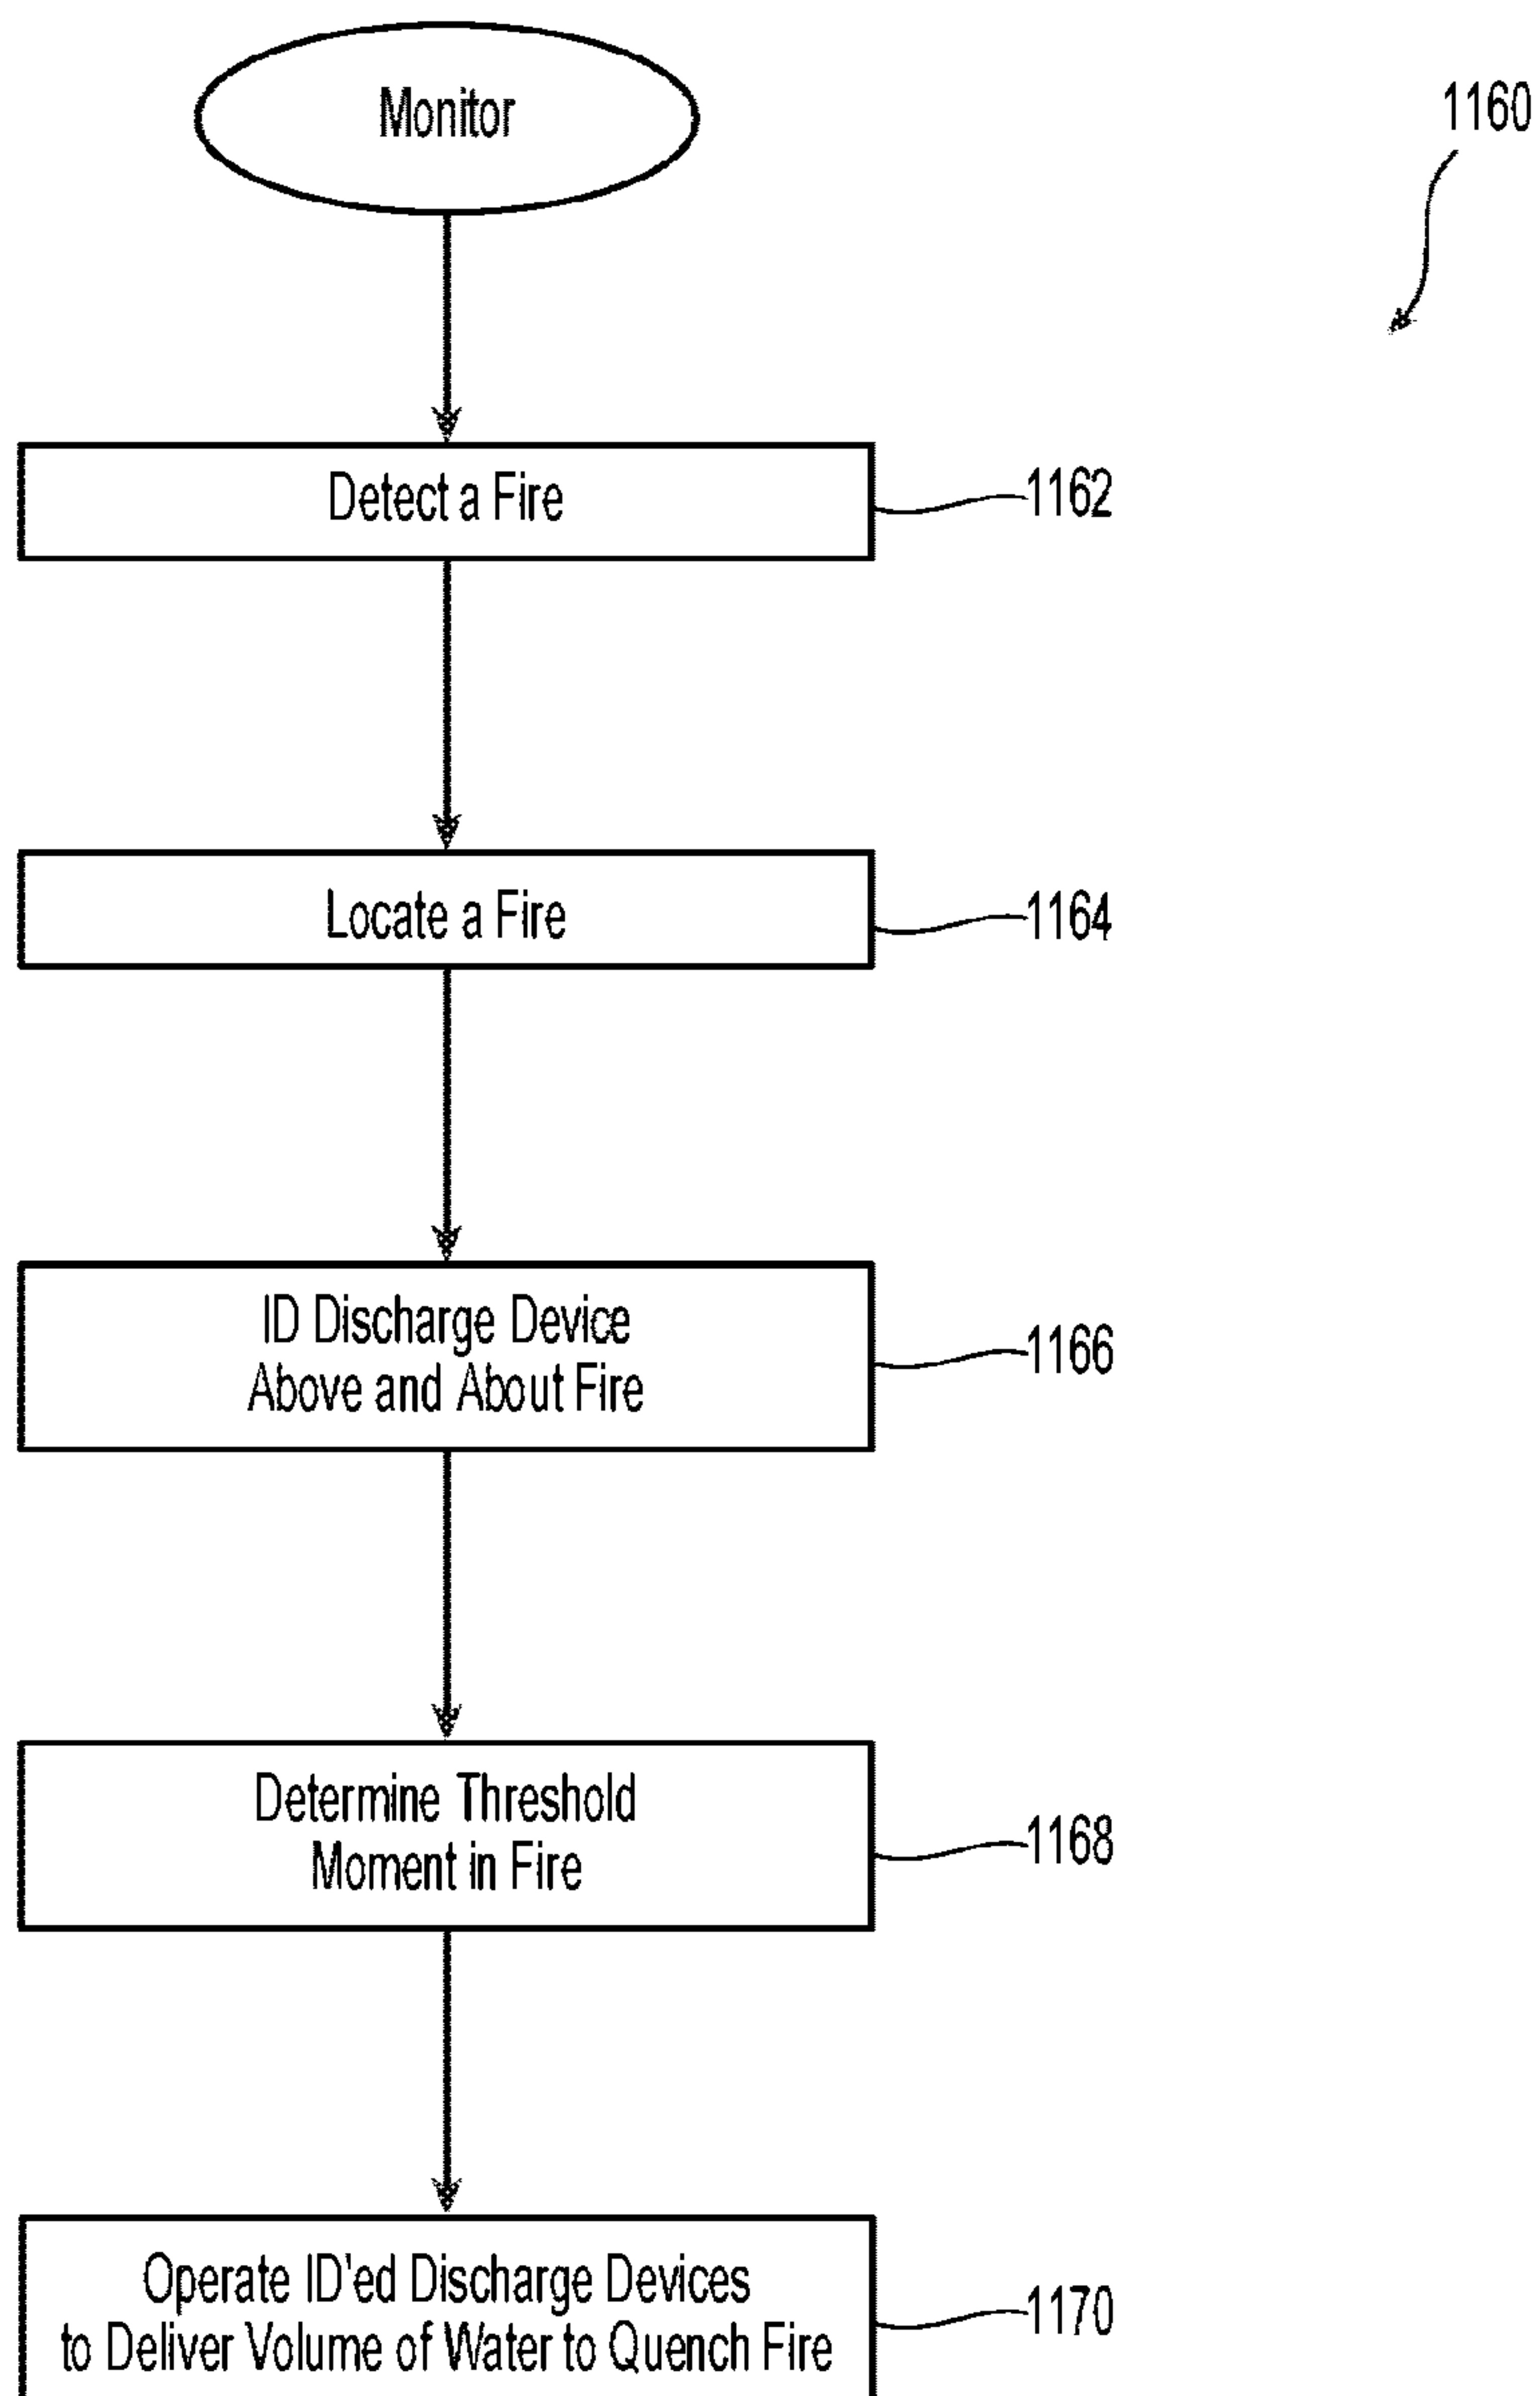 Monitor
1160
Detect a Fire
1162
Locate a Fire
1164
ID Discharge Device
Above and About Fire
1166
Determine Threshold
Moment in Fire
1168
Operate ID'ed Discharge Devices
to Deliver Volume of Water to Quench Fire
1170